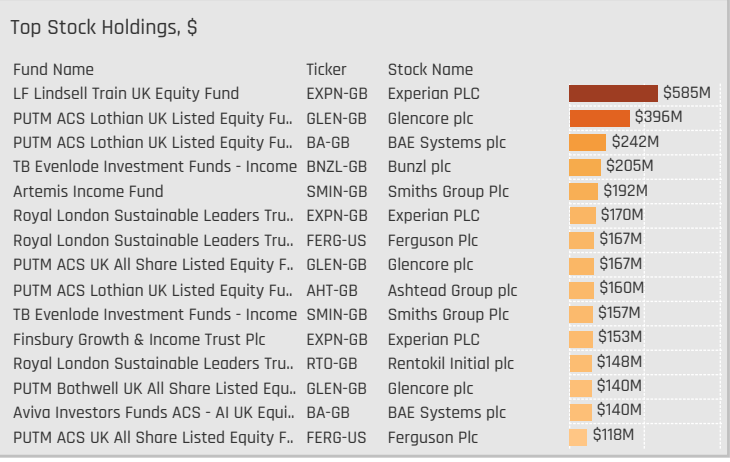 Top Stock Holdings, $
Fund Name Ticker Stock Name
LF Lindsell Train UK Equity Fund EXPN-GB Experian PLC $585M
PUTM ACS Lothian UK Listed Equity Fu.. GLEN-GB Glencore plc $396M
PUTM ACS Lothian UK Listed Equity Fu.. BA-GB BAE Systems plc $242M
TB Evenlode Investment Funds - Income BNZL-GB Bunzl plc $205M
Artemis Income Fund SMIN-GB Smiths Group Plc $192M
Royal London Sustainable Leaders Tru.. EXPN-GB Experian PLC $170M
Royal London Sustainable Leaders Tru.. FERG-US Ferguson Plc $167M
PUTM ACS UK All Share Listed Equity F.. GLEN-GB Glencore plc $167M
PUTM ACS Lothian UK Listed Equity Fu.. AHT-GB Ashtead Group plc $160M
TB Evenlode Investment Funds - Income SMIN-GB Smiths Group Plc $157M
Finsbury Growth & Income Trust Plc EXPN-GB Experian PLC $153M
Royal London Sustainable Leaders Tru.. RTO-GB Rentokil Initial plc $148M
PUTM Bothwell UK All Share Listed Equ.. GLEN-GB Glencore plc $140M
Aviva Investors Funds ACS - AI UK Equi.. BA-GB BAE Systems plc $140M
PUTM ACS UK All Share Listed Equity F.. FERG-US Ferguson Plc $118M